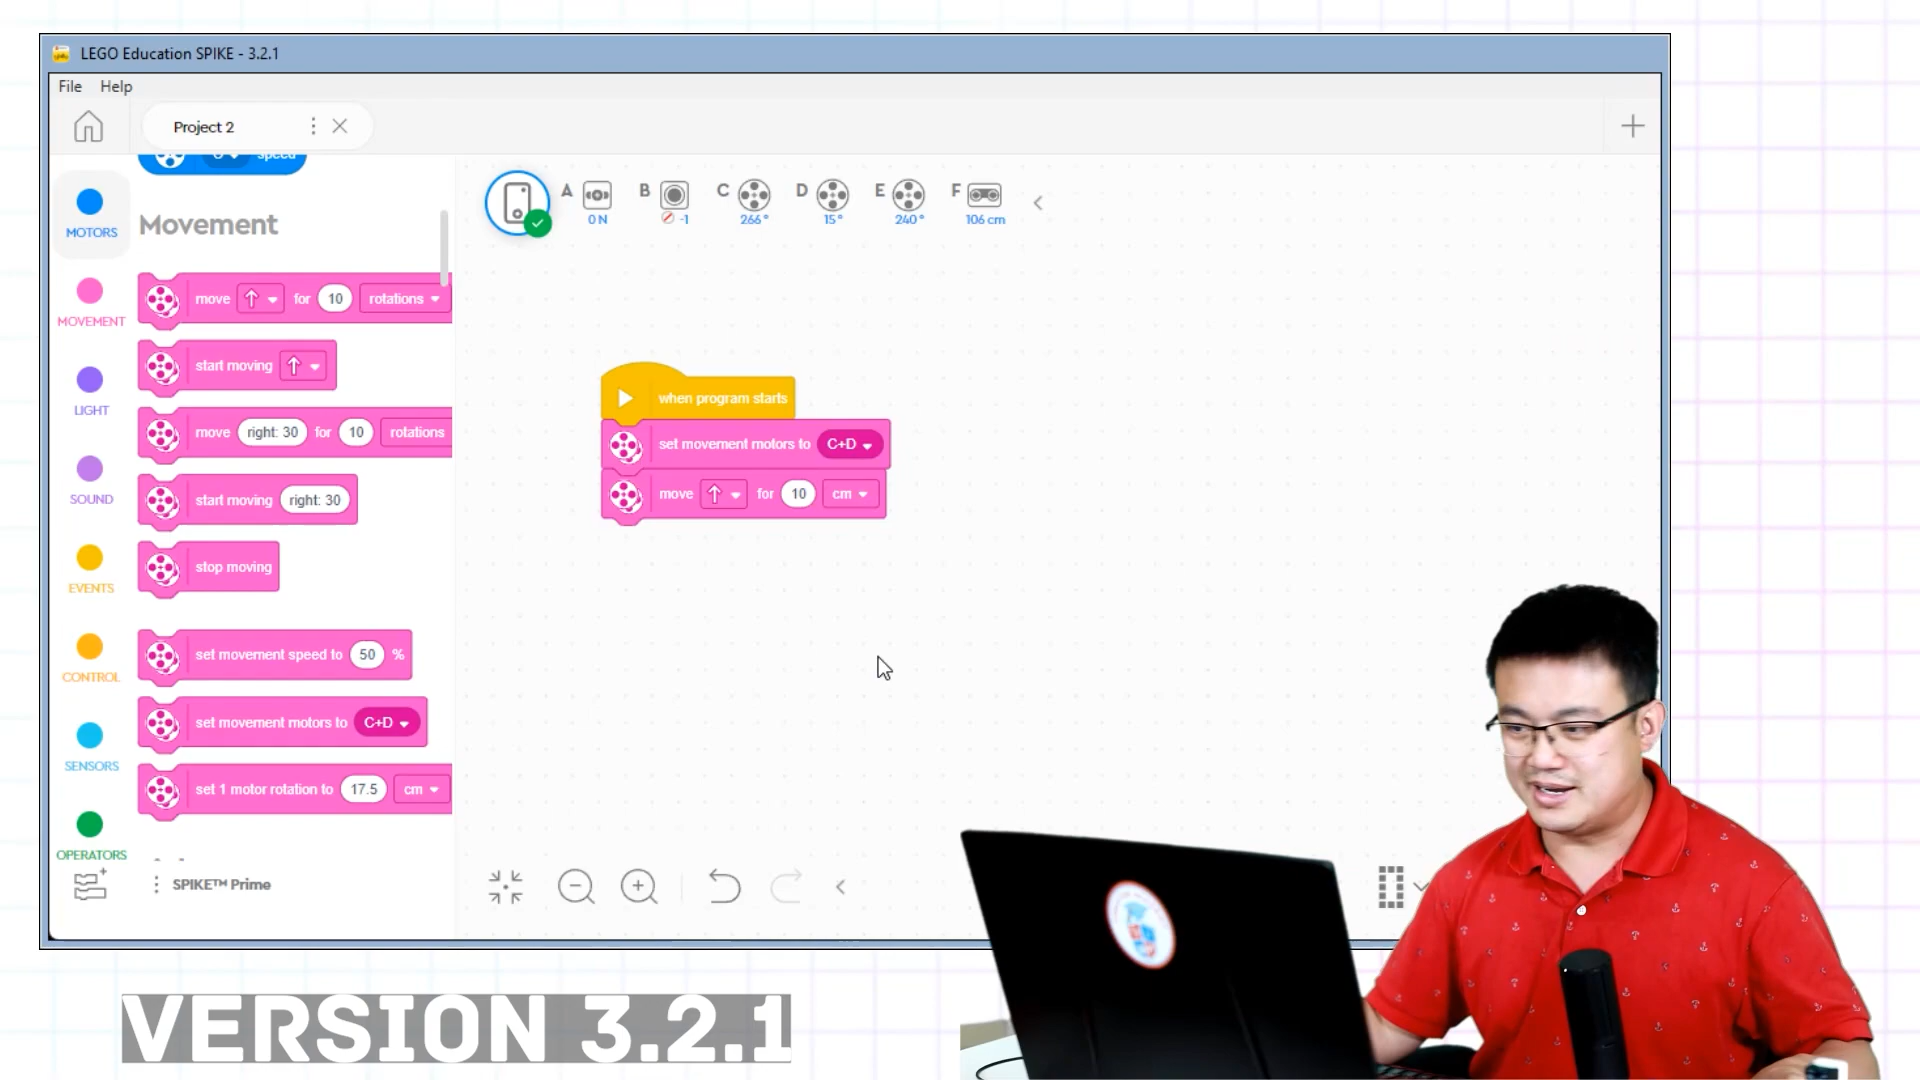 LEGO Education SPIKE - 3.2.1
File Help
Project 2
speed
MOTORS
Movement
A B C D E F
0 N -1 266° 15° 240° 106 cm
MOVEMENT
move for 10 rotations
start moving
LIGHT
move right: 30 for 10 rotations
SOUND
start moving right: 30
EVENTS
stop moving
CONTROL
set movement speed to 50 %
SENSORS
set movement motors to C+D
set 1 motor rotation to 17.5 cm
OPERATORS
SPIKE™ Prime
when program starts
set movement motors to C+D
move for 10 cm
VERSION 3.2.1